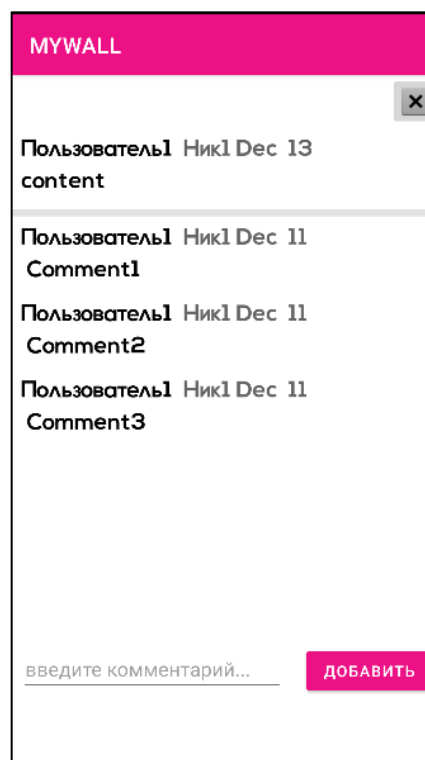 MYWALL
Пользователь1 Ник1 Dec 13
content
Пользователь1 Ник1 Dec 11
Comment1
Пользователь1 Ник1 Dec 11
Comment2
Пользователь1 Ник1 Dec 11
Comment3
введите комментарий... ДОБАВИТЬ